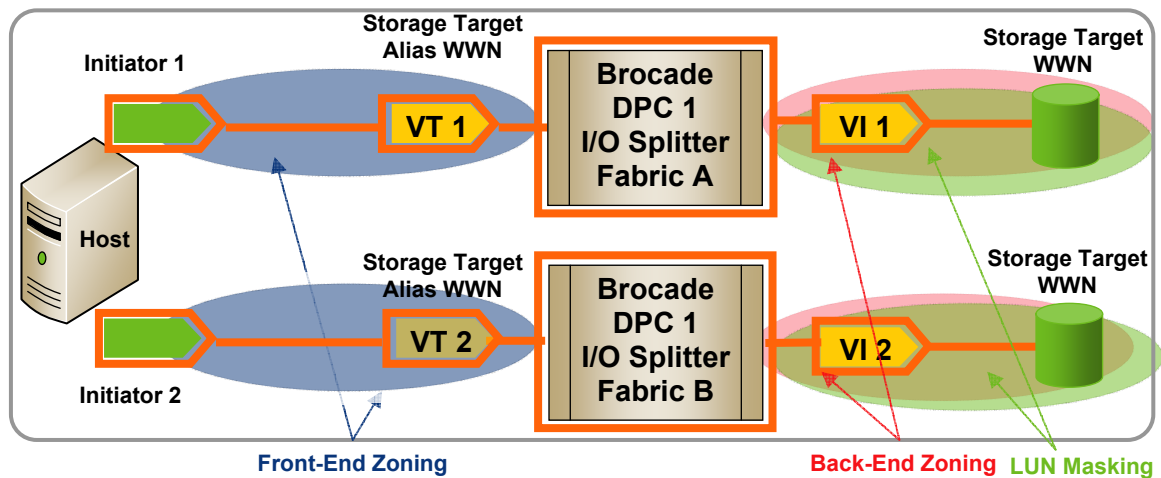 Initiator 1
Storage Target
Alias WWN
Storage Target
WWN
VT 1
Brocade
DPC 1
I/O Splitter
Fabric A
VI 1
Host
Storage Target
Alias WWN
Storage Target
WWN
VT 2
Brocade
DPC 1
I/O Splitter
Fabric B
VI 2
Initiator 2
Front-End Zoning
Back-End Zoning
LUN Masking